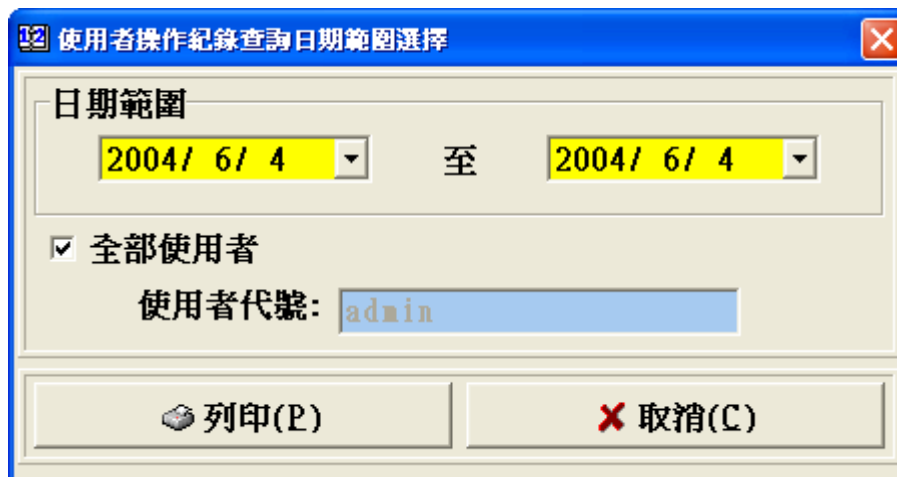 12 使用者操作紀錄查詢日期範圍選擇
日期範圍
2004/ 6/ 4 至 2004/ 6/ 4
全部使用者
使用者代號: admin
列印(P) 取消(C)